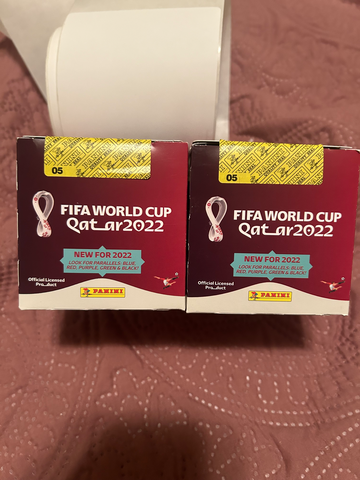 05
FIFA WORLD CUP
Qatar2022
NEW FOR 2022
LOOK FOR PARALLELS: BLUE,
RED, PURPLE, GREEN & BLACK!
Official Licensed
Product
PANINI
05
FIFA WORLD CUP
Qatar2022
NEW FOR 2022
LOOK FOR PARALLELS: BLUE,
RED, PURPLE, GREEN & BLACK!
Official Licensed
Product
PANINI